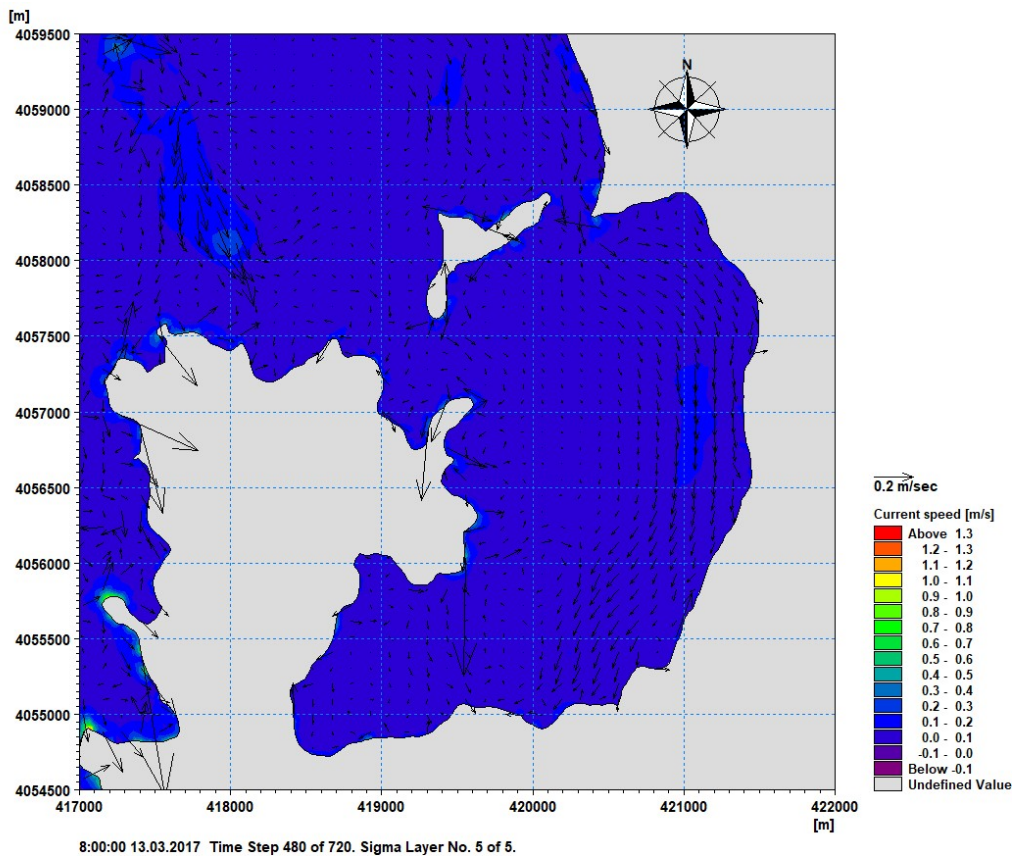 [m]
4059500
4059000
4058500
4058000
4057500
4057000
4056500
4056000
4055500
4055000
4054500
417000 418000 419000 420000 421000 422000
[m]
N
0.2 m/sec
Current speed [m/s]
Above 1.3
1.2 - 1.3
1.1 - 1.2
1.0 - 1.1
0.9 - 1.0
0.8 - 0.9
0.7 - 0.8
0.6 - 0.7
0.5 - 0.6
0.4 - 0.5
0.3 - 0.4
0.2 - 0.3
0.1 - 0.2
0.0 - 0.1
-0.1 - 0.0
Below -0.1
Undefined Value
8:00:00 13.03.2017 Time Step 480 of 720. Sigma Layer No. 5 of 5.